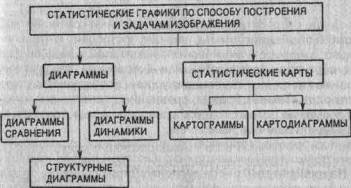 СТАТИСТИЧЕСКИЕ ГРАФИКИ ПО СПОСОБУ ПОСТРОЕНИЯ
И ЗАДАЧАМ ИЗОБРАЖЕНИЯ
ДИАГРАММЫ
СТАТИСТИЧЕСКИЕ КАРТЫ
ДИАГРАММЫ
СРАВНЕНИЯ
ДИАГРАММЫ
ДИНАМИКИ
КАРТОГРАММЫ
КАРТОДИАГРАММЫ
СТРУКТУРНЫЕ
ДИАГРАММЫ